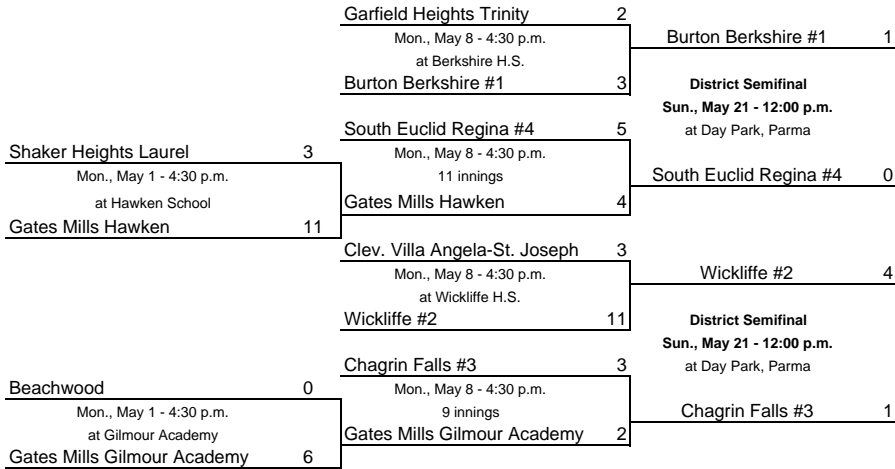 Garfield Heights Trinity 2
Mon., May 8 - 4:30 p.m.
at Berkshire H.S.
Burton Berkshire #1 3
Burton Berkshire #1 1
District Semifinal
Sun., May 21 - 12:00 p.m.
at Day Park, Parma
South Euclid Regina #4 0
South Euclid Regina #4 5
Mon., May 8 - 4:30 p.m.
11 innings
Gates Mills Hawken 4
Shaker Heights Laurel 3
Mon., May 1 - 4:30 p.m.
at Hawken School
Gates Mills Hawken 11
Clev. Villa Angela-St. Joseph 3
Mon., May 8 - 4:30 p.m.
at Wickliffe H.S.
Wickliffe #2 11
Wickliffe #2 4
District Semifinal
Sun., May 21 - 12:00 p.m.
at Day Park, Parma
Chagrin Falls #3 1
Chagrin Falls #3 3
Mon., May 8 - 4:30 p.m.
9 innings
Gates Mills Gilmour Academy 2
Beachwood 0
Mon., May 1 - 4:30 p.m.
at Gilmour Academy
Gates Mills Gilmour Academy 6